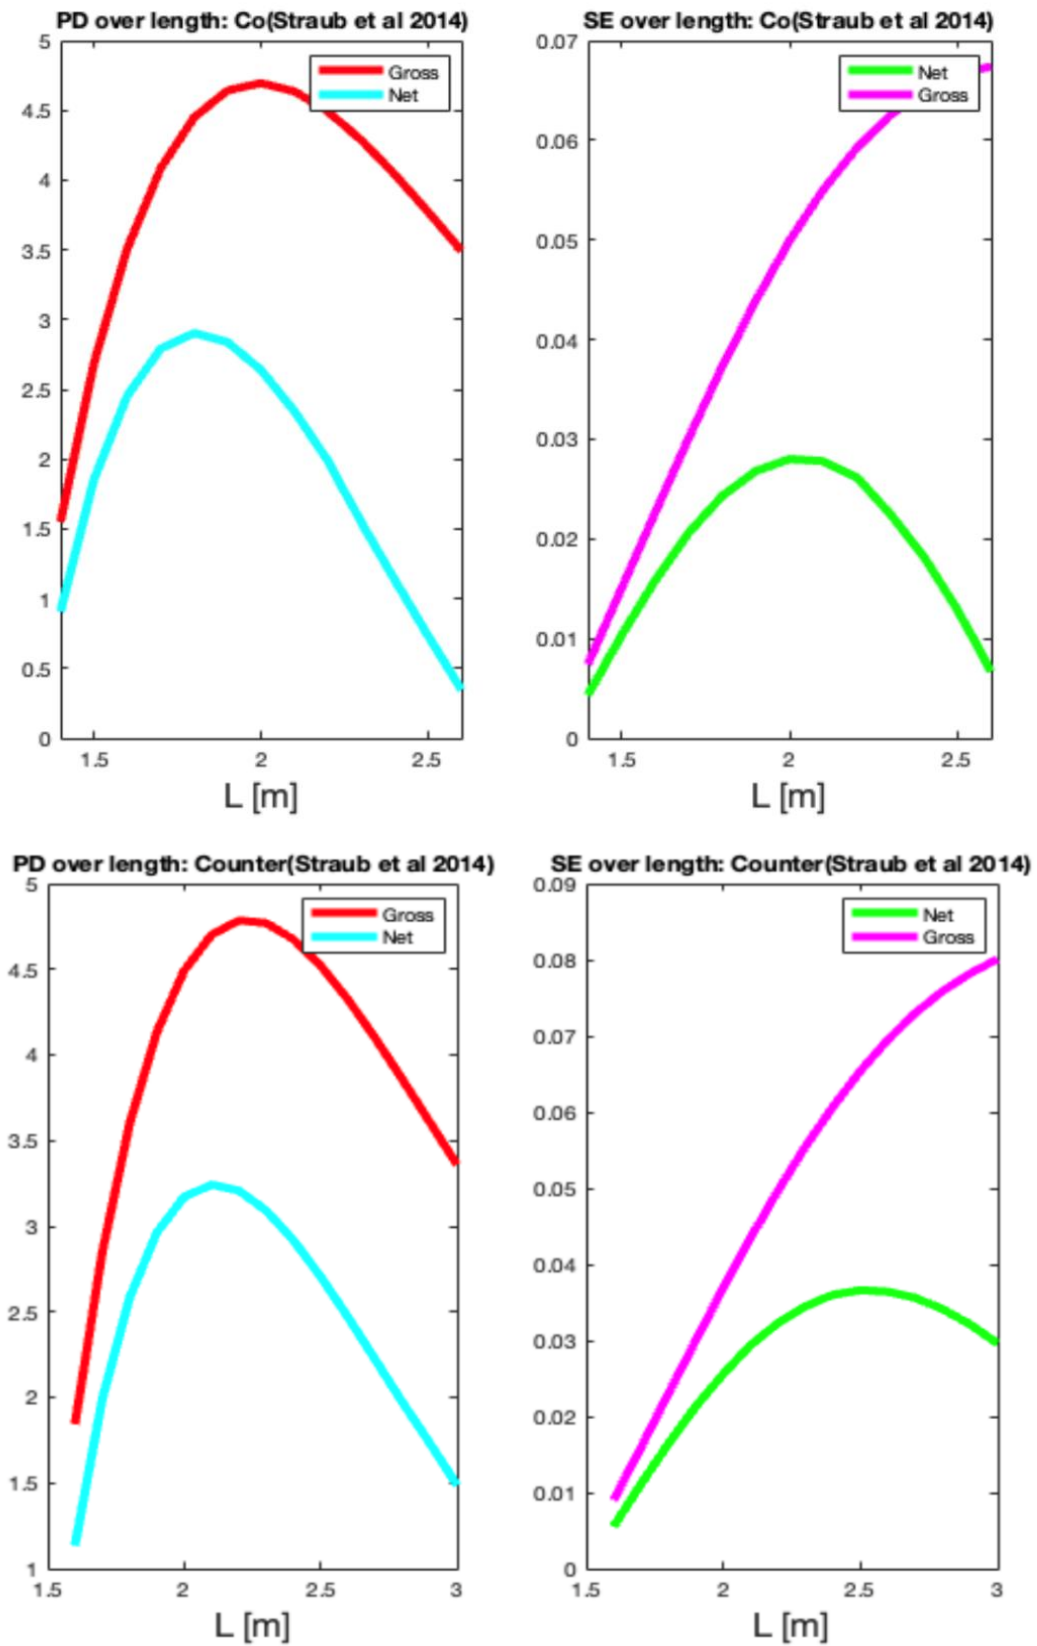 PD over length: Co(Straub et al 2014)
5
4.5
4
3.5
3
2.5
2
1.5
1
0.5
0
1.5 2 2.5
L [m]
Gross
Net
SE over length: Co(Straub et al 2014)
0.07
0.06
0.05
0.04
0.03
0.02
0.01
0
1.5 2 2.5
L [m]
Net
Gross
PD over length: Counter(Straub et al 2014)
5
4.5
4
3.5
3
2.5
2
1.5
1
1.5 2 2.5 3
L [m]
Gross
Net
SE over length: Counter(Straub et al 2014)
0.09
0.08
0.07
0.06
0.05
0.04
0.03
0.02
0.01
0
1.5 2 2.5 3
L [m]
Net
Gross